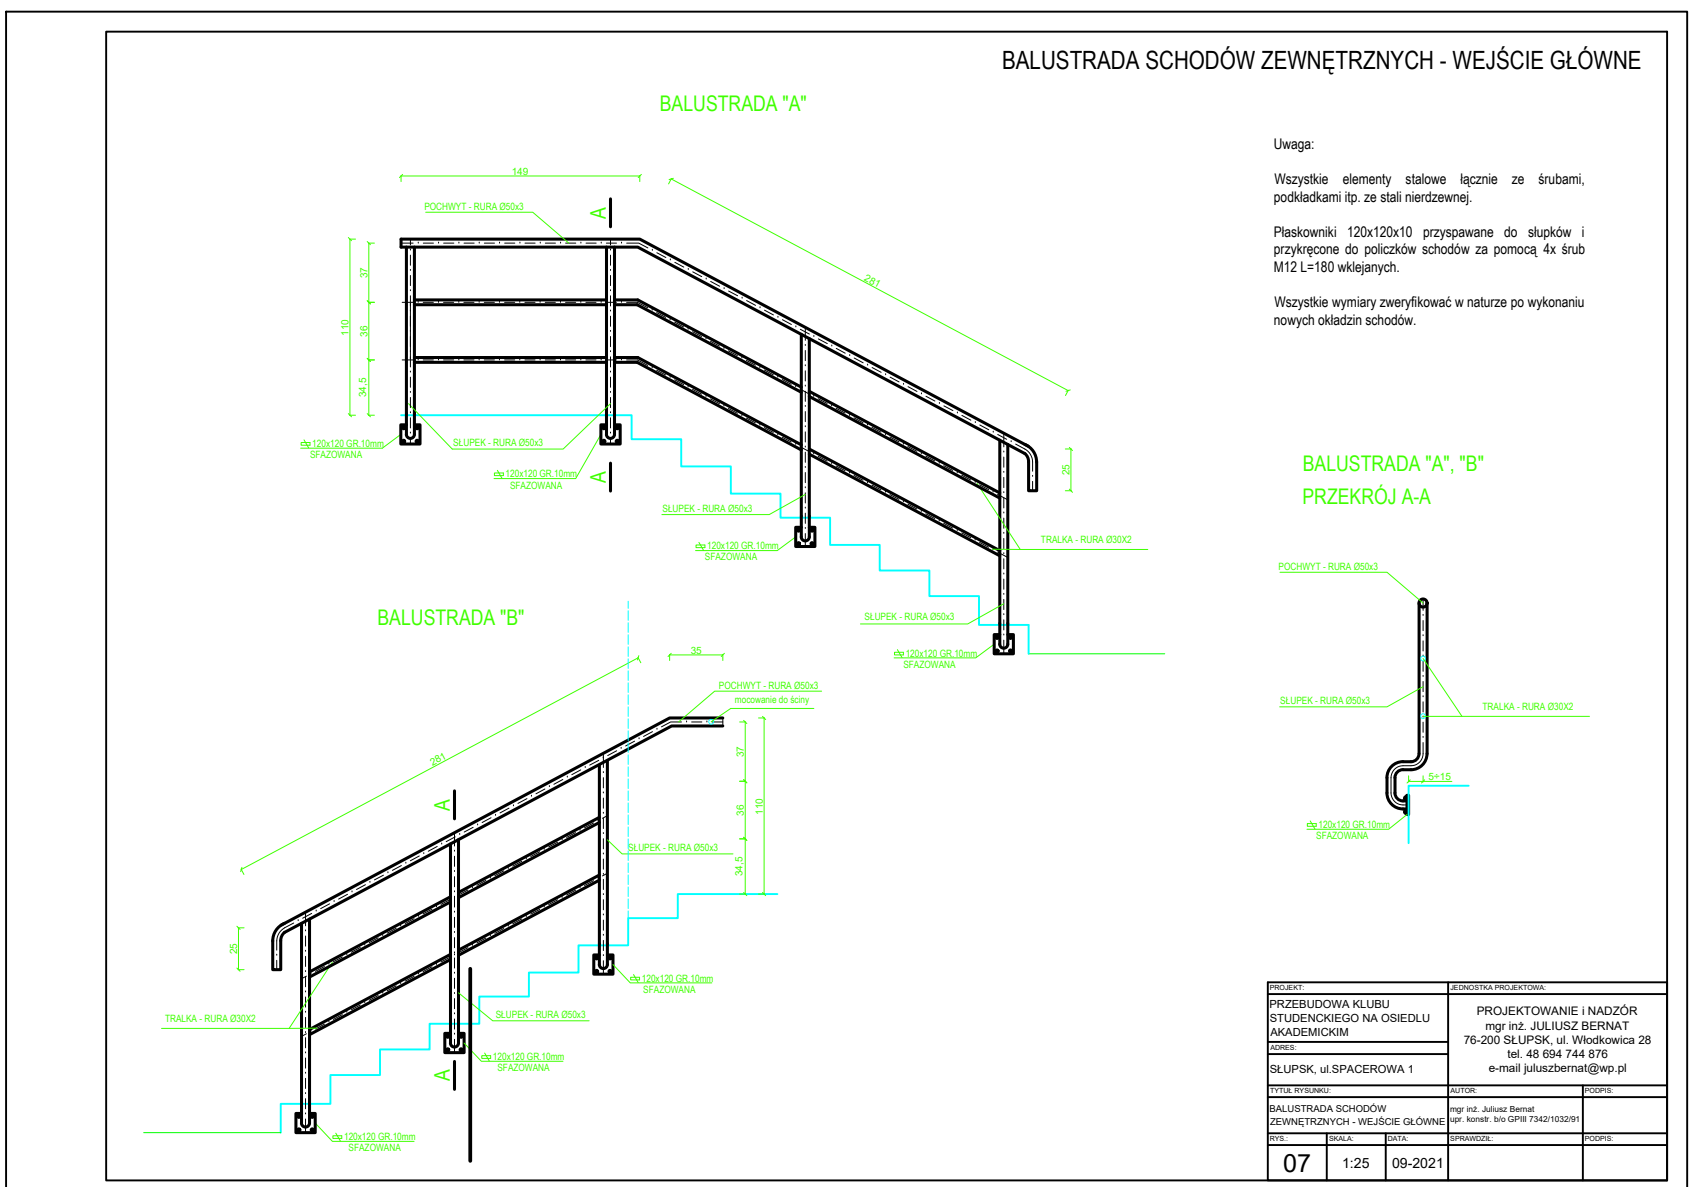 BALUSTRADA SCHODÓW ZEWNĘTRZNYCH - WEJŚCIE GŁÓWNE
BALUSTRADA "A"
Uwaga:
Wszystkie elementy stalowe łącznie ze śrubami,
podkładkami itp. ze stali nierdzewnej.
Płaskowniki 120x120x10 przyspawane do słupków i
przykręcone do policzków schodów za pomocą 4x śrub
M12 L=180 wklejanych.
Wszystkie wymiary zweryfikować w naturze po wykonaniu
nowych okładzin schodów.
149
POCHWYT - RURA Ø50x3
A
281
37
36
34,5
110
120x120 GR.10mm
SFAZOWANA
SŁUPEK - RURA Ø50x3
120x120 GR.10mm
SFAZOWANA
A
25
SŁUPEK - RURA Ø50x3
120x120 GR.10mm
SFAZOWANA
TRALKA - RURA Ø30X2
SŁUPEK - RURA Ø50x3
120x120 GR.10mm
SFAZOWANA
BALUSTRADA "B"
35
POCHWYT - RURA Ø50x3
mocowanie do ściny
281
37
36
34,5
110
A
SŁUPEK - RURA Ø50x3
25
120x120 GR.10mm
SFAZOWANA
TRALKA - RURA Ø30X2
SŁUPEK - RURA Ø50x3
120x120 GR.10mm
SFAZOWANA
A
120x120 GR.10mm
SFAZOWANA
BALUSTRADA "A", "B"
PRZEKRÓJ A-A
POCHWYT - RURA Ø50x3
SŁUPEK - RURA Ø50x3
TRALKA - RURA Ø30X2
5÷15
120x120 GR.10mm
SFAZOWANA
PROJEKT:
PRZEBUDOWA KLUBU
STUDENCKIEGO NA OSIEDLU
AKADEMICKIM
ADRES:
SŁUPSK, ul.SPACEROWA 1
JEDNOSTKA PROJEKTOWA:
PROJEKTOWANIE i NADZÓR
mgr inż. JULIUSZ BERNAT
76-200 SŁUPSK, ul. Włodkowica 28
tel. 48 694 744 876
e-mail juluszbernat@wp.pl
TYTUŁ RYSUNKU:
BALUSTRADA SCHODÓW
ZEWNĘTRZNYCH - WEJŚCIE GŁÓWNE
AUTOR:
mgr inż. Juliusz Bernat
upr. konstr. b/o GPIII 7342/1032/91
PODPIS:
RYS.:
07
SKALA:
1:25
DATA:
09-2021
SPRAWDZIŁ:
PODPIS: